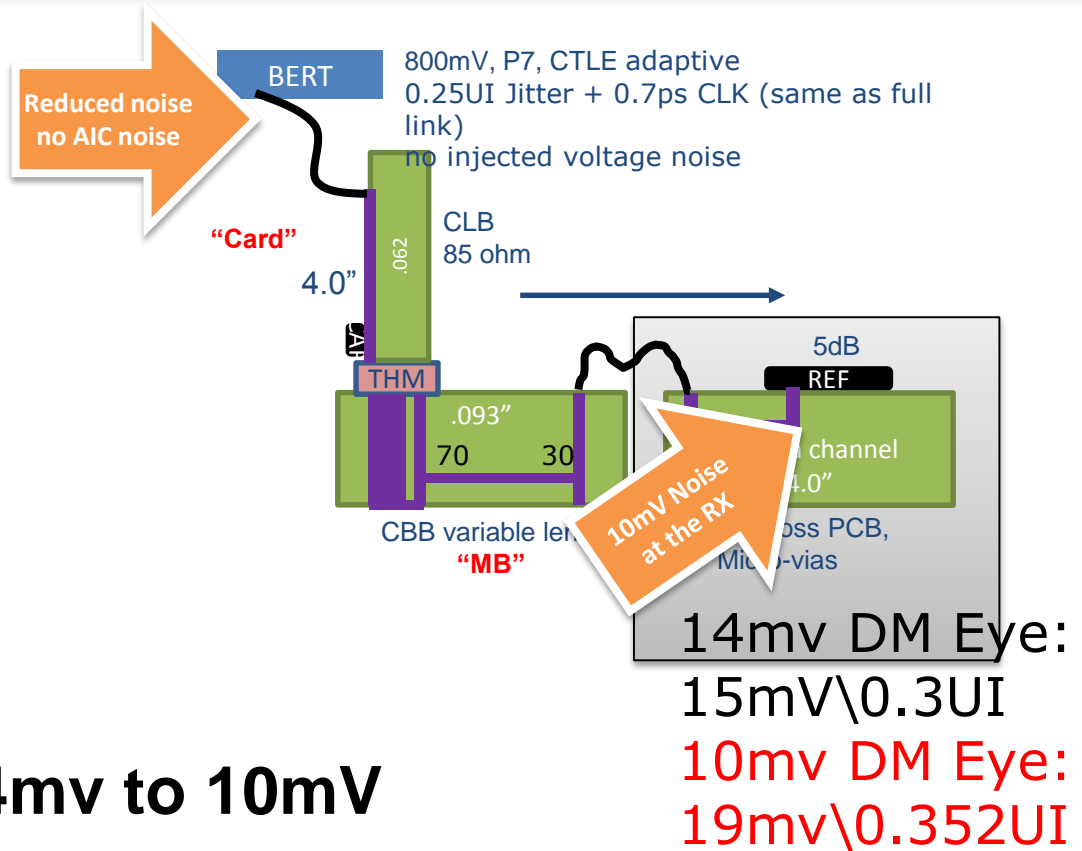 BERT
800mV, P7, CTLE adaptive
0.25UI Jitter + 0.7ps CLK (same as full
link)
no injected voltage noise
Reduced noise
no AIC noise
“Card”
4.0”
.062
CLB
85 ohm
THM
.093”
70 30
CBB variable
“MB”
5dB
REF
channel
10mV Noise
at the RX
PCB,
-vias
14mv DM Eye:
15mV\0.3UI
10mv DM Eye:
19mv\0.352UI
to 10mV